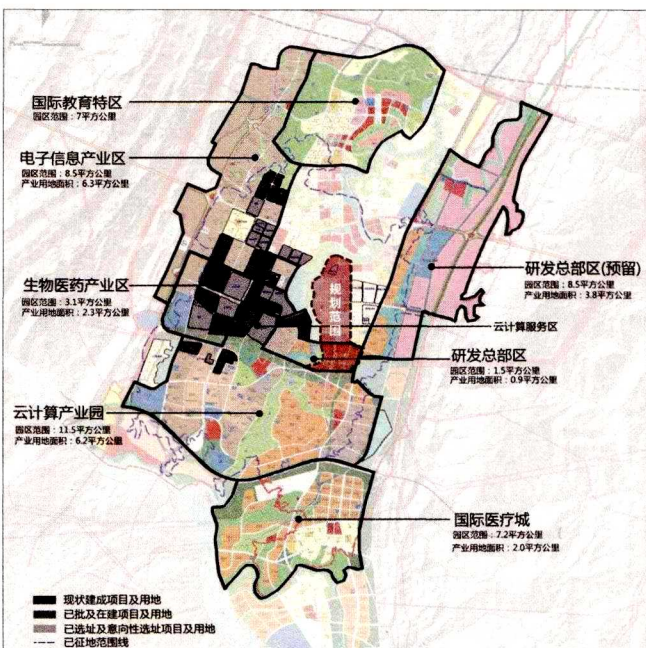 国际教育特区
园区范围：7平方公里
电子信息产业区
园区范围：8.5平方公里
产业用地面积：6.3平方公里
生物医药产业区
园区范围：3.1平方公里
产业用地面积：2.3平方公里
规划范围
研发总部区(预留)
园区范围：8.5平方公里
产业用地面积：3.8平方公里
云计算服务区
研发总部区
园区范围：1.5平方公里
产业用地面积：0.9平方公里
云计算产业园
园区范围：11.5平方公里
产业用地面积：6.2平方公里
国际医疗城
园区范围：7.2平方公里
产业用地面积：2.0平方公里
现状建成项目及用地
已批及在建项目及用地
已选址及意向性选址项目及用地
已征地范围线